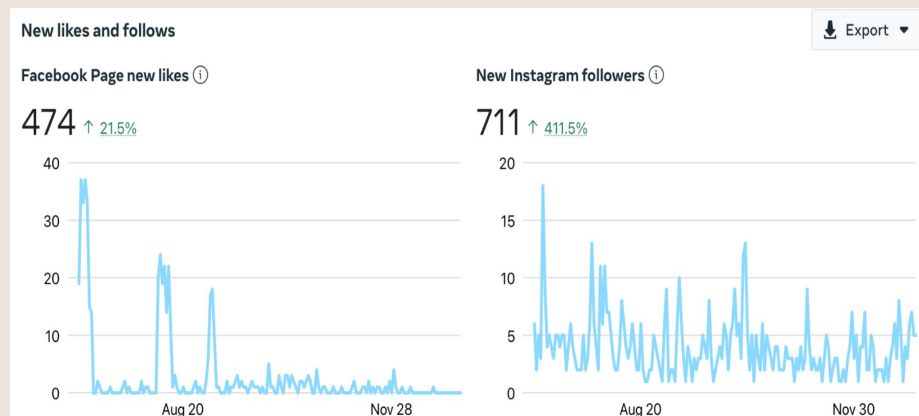 New likes and follows
Export
Facebook Page new likes
474 ↑ 21.5%
40
30
20
10
0
Aug 20 Nov 28
New Instagram followers
711 ↑ 411.5%
20
15
10
5
0
Aug 20 Nov 30